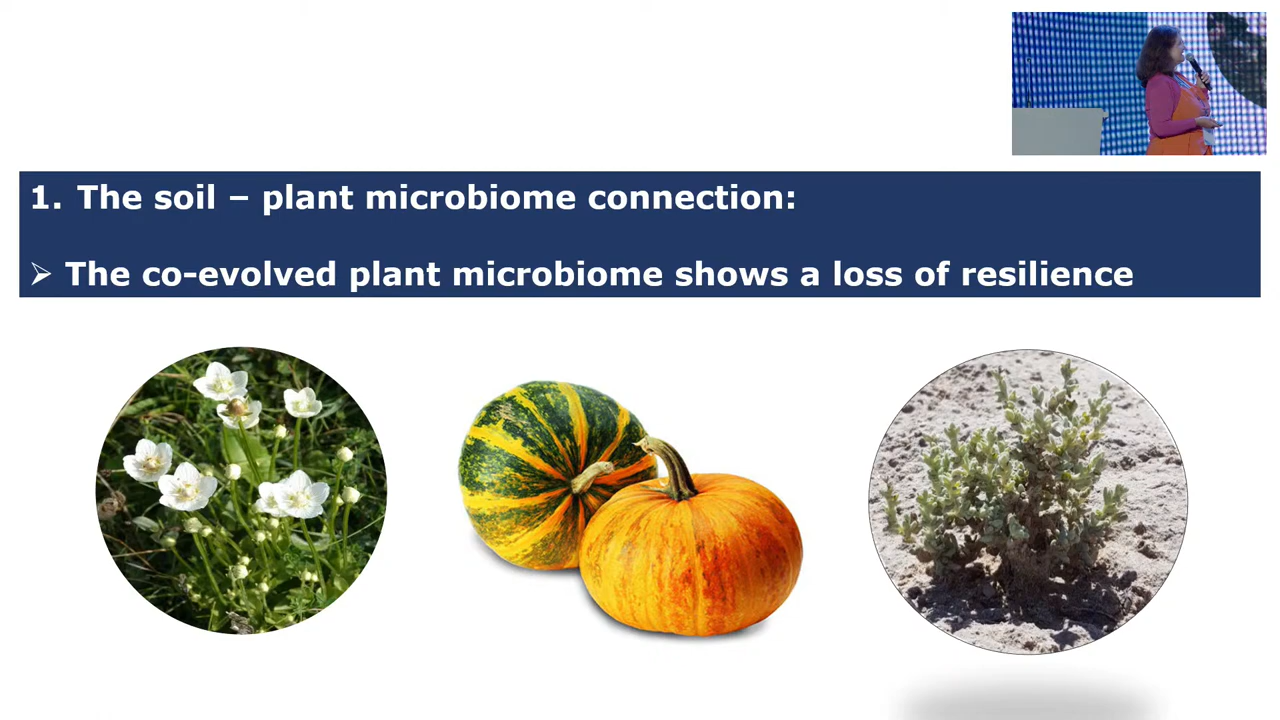 1. The soil – plant microbiome connection:
➢ The co-evolved plant microbiome shows a loss of resilience